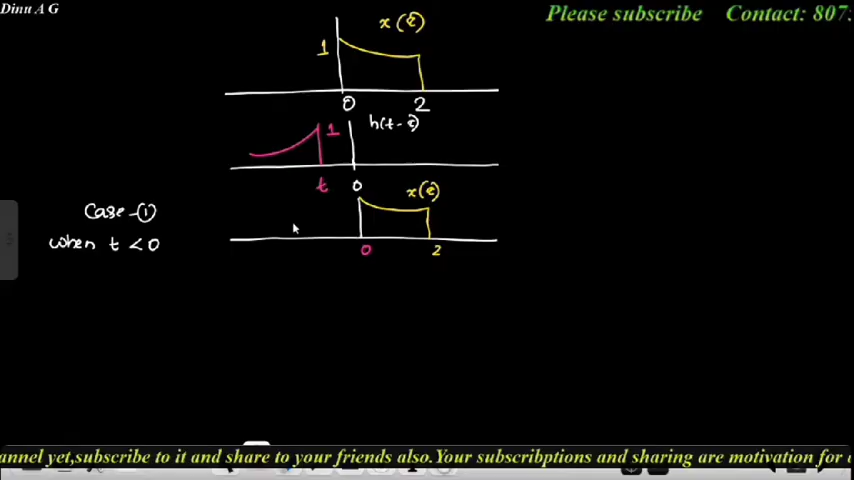 Dinu A G
Please subscribe Contact: 807:
x(τ)
1
0 2
h(t-τ)
1
t 0
x(τ)
Case-①
when t < 0
0 2
annel yet,subscribe to it and share to your friends also.Your subscribptions and sharing are motivation for